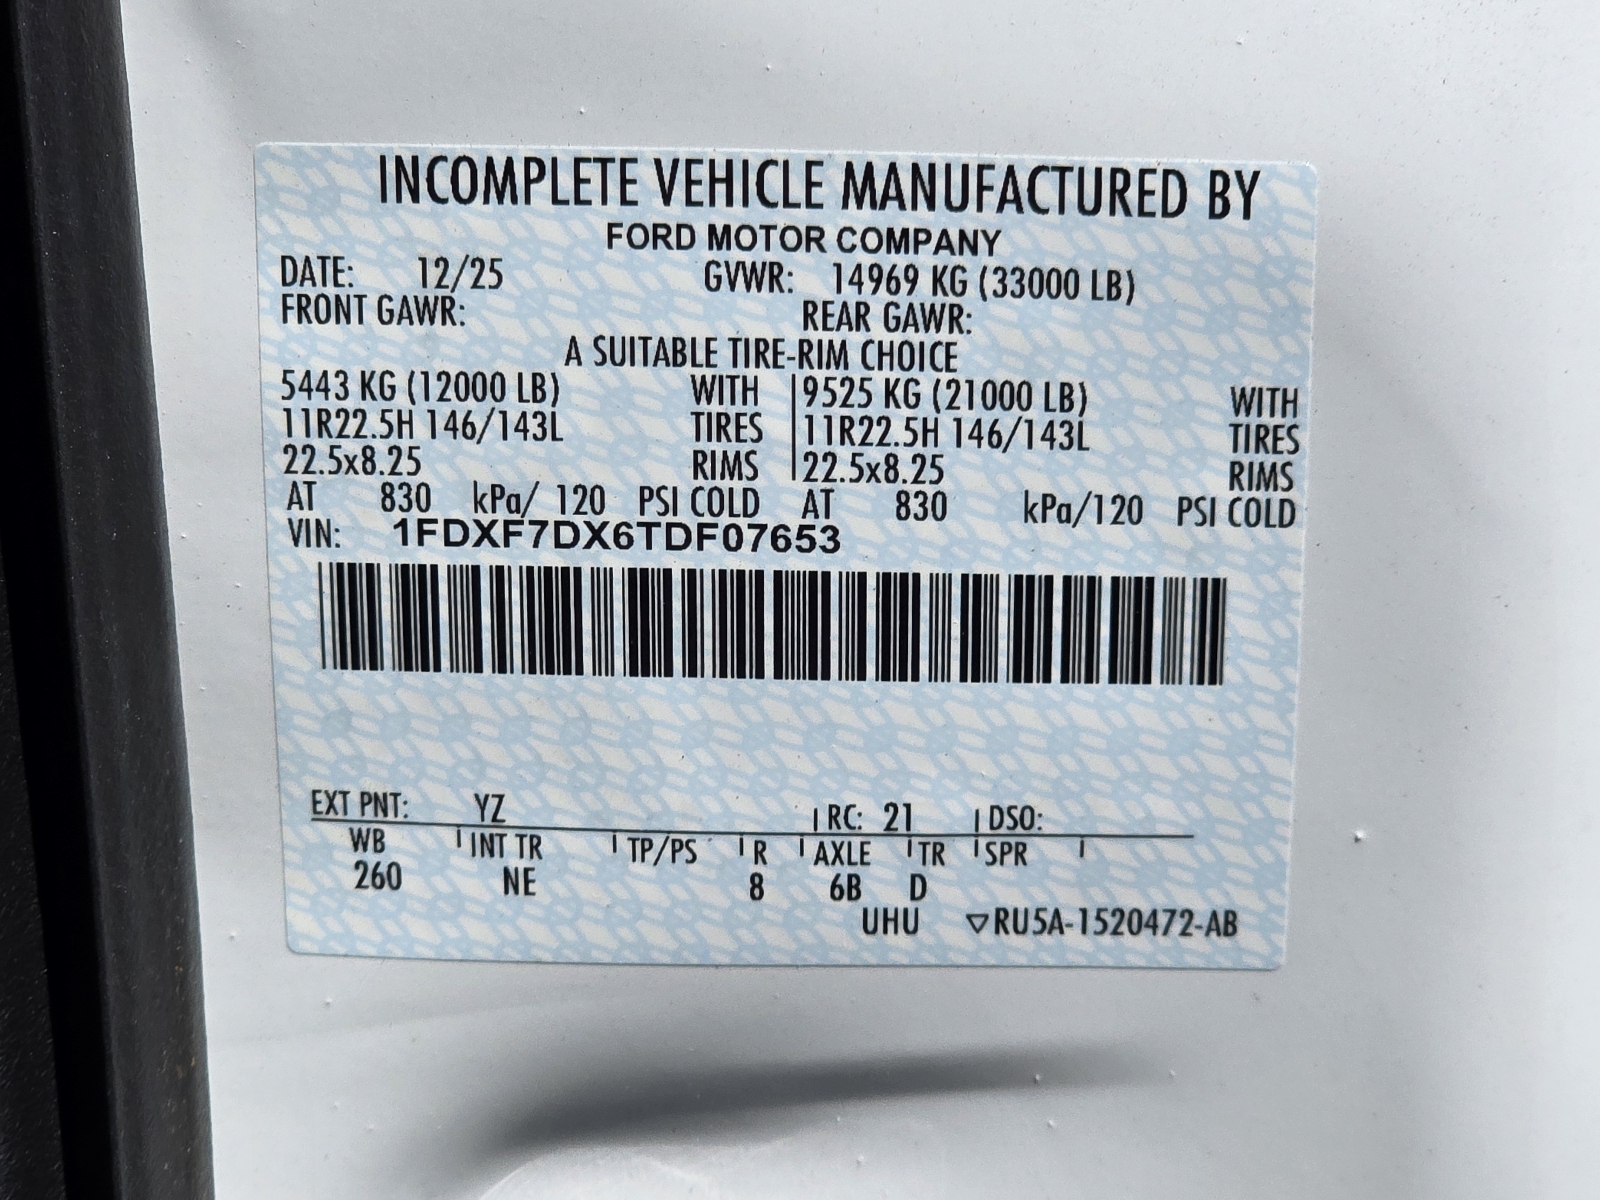 INCOMPLETE VEHICLE MANUFACTURED BY
FORD MOTOR COMPANY
DATE: 12/25 GVWR: 14969 KG (33000 LB)
FRONT GAWR: REAR GAWR:
A SUITABLE TIRE-RIM CHOICE
5443 KG (12000 LB) WITH 9525 KG (21000 LB) WITH
11R22.5H 146/143L TIRES 11R22.5H 146/143L TIRES
22.5x8.25 RIMS 22.5x8.25 RIMS
AT 830 kPa/ 120 PSI COLD AT 830 kPa/120 PSI COLD
VIN: 1FDXF7DX6TDF07653
EXT PNT: YZ RC: 21 DSO:
WB INT TR TP/PS R AXLE TR SPR
260 NE 8 6B D
UHU ▽RU5A-1520472-AB